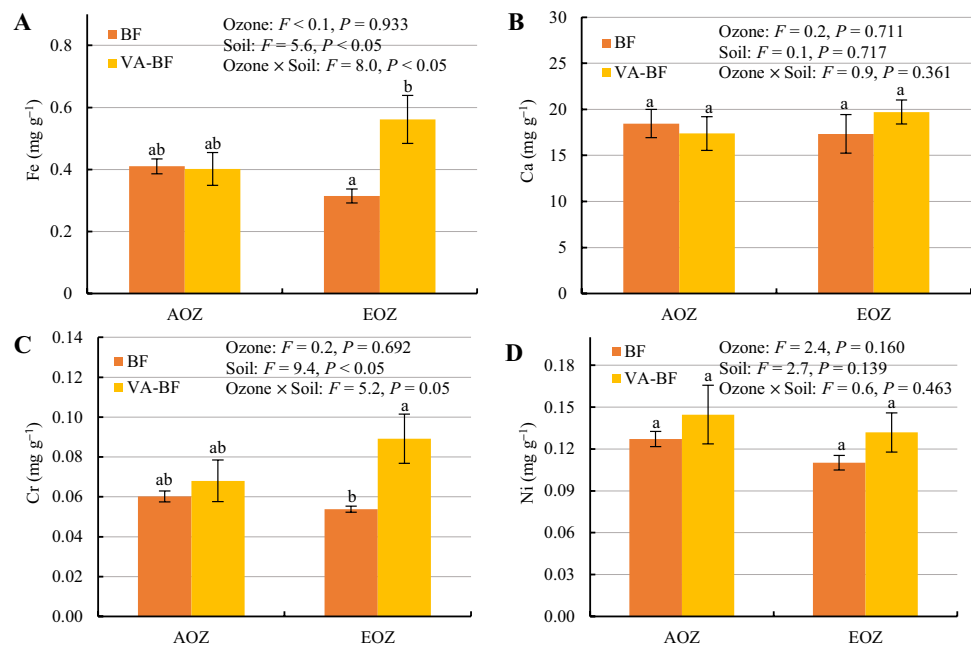 A
Ozone: F < 0.1, P = 0.933
BF
Soil: F = 5.6, P < 0.05
VA-BF
Ozone × Soil: F = 8.0, P < 0.05
0.8
0.6
0.4
0.2
0
Fe (mg g⁻¹)
ab
ab
a
b
AOZ
EOZ
B
Ozone: F = 0.2, P = 0.711
BF
Soil: F = 0.1, P = 0.717
VA-BF
Ozone × Soil: F = 0.9, P = 0.361
30
25
20
15
10
5
0
Ca (mg g⁻¹)
a
a
a
a
AOZ
EOZ
C
Ozone: F = 0.2, P = 0.692
BF
Soil: F = 9.4, P < 0.05
VA-BF
Ozone × Soil: F = 5.2, P = 0.05
0.14
0.12
0.10
0.08
0.06
0.04
0.02
0.00
Cr (mg g⁻¹)
ab
ab
b
a
AOZ
EOZ
D
Ozone: F = 2.4, P = 0.160
BF
Soil: F = 2.7, P = 0.139
VA-BF
Ozone × Soil: F = 0.6, P = 0.463
0.18
0.15
0.12
0.09
0.06
0.03
0.00
Ni (mg g⁻¹)
a
a
a
a
AOZ
EOZ